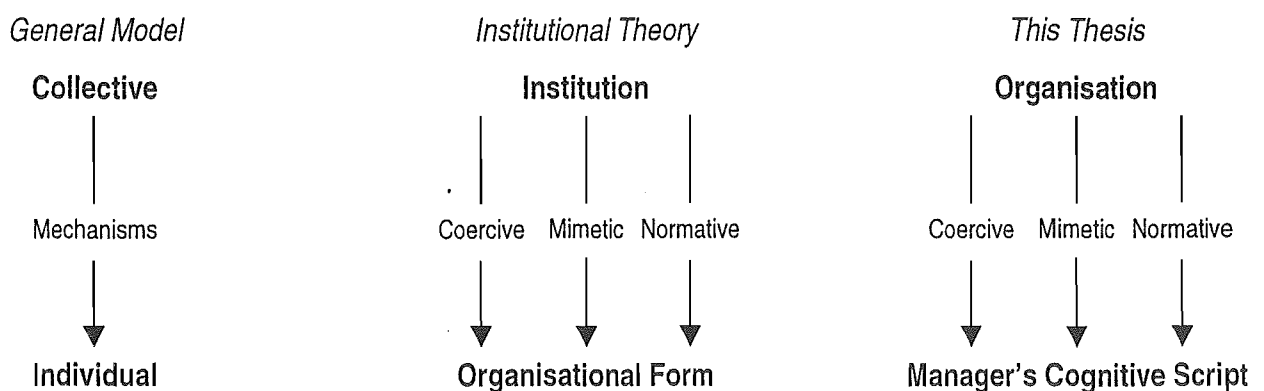 General Model Institutional Theory This Thesis
Collective Institution Organisation
Mechanisms Coercive Mimetic Normative Coercive Mimetic Normative
Individual Organisational Form Manager's Cognitive Script